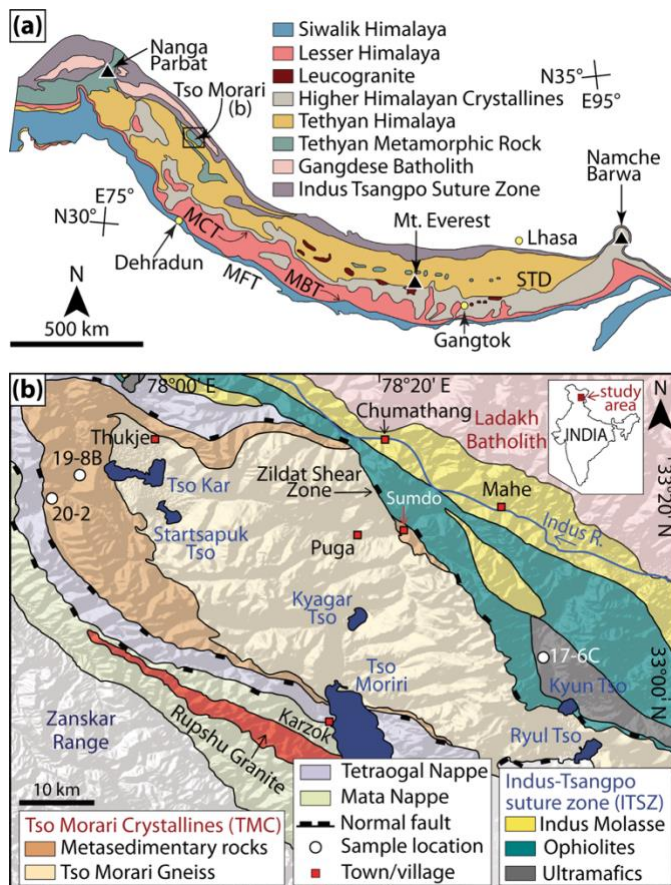 (a)
Nanga
Parbat
Tso Morari
(b)
Siwalik Himalaya
Lesser Himalaya
Leucogranite
Higher Himalayan Crystallines
Tethyan Himalaya
Tethyan Metamorphic Rock
Gangdese Batholith
Indus Tsangpo Suture Zone
N35°
E95°
Namche
Barwa
E75°
N30°
MCT
Mt. Everest
Lhasa
Dehradun
MFT
MBT
STD
Gangtok
N
500 km
(b)
78°00' E
78°20'
N
Thukje
Chumathang
Ladakh
Batholith
study
area
INDIA
19-8B
Tso Kar
Zildat Shear
Zone
Mahe
33°20' N
20-2
Startsapuk
Tso
Sumdo
Indus R.
Puga
Kyagar
Tso
Tso
Moriri
17-6C
33°00' N
Kyun Tso
Zanskar
Range
Rupshu Granite
Karzok
Ryul Tso
10 km
Tso Morari Crystallines (TMC)
Metasedimentary rocks
Tso Morari Gneiss
Tetraogal Nappe
Mata Nappe
Normal fault
Sample location
Town/village
Indus-Tsangpo
suture zone (ITSZ)
Indus Molasse
Ophiolites
Ultramafics